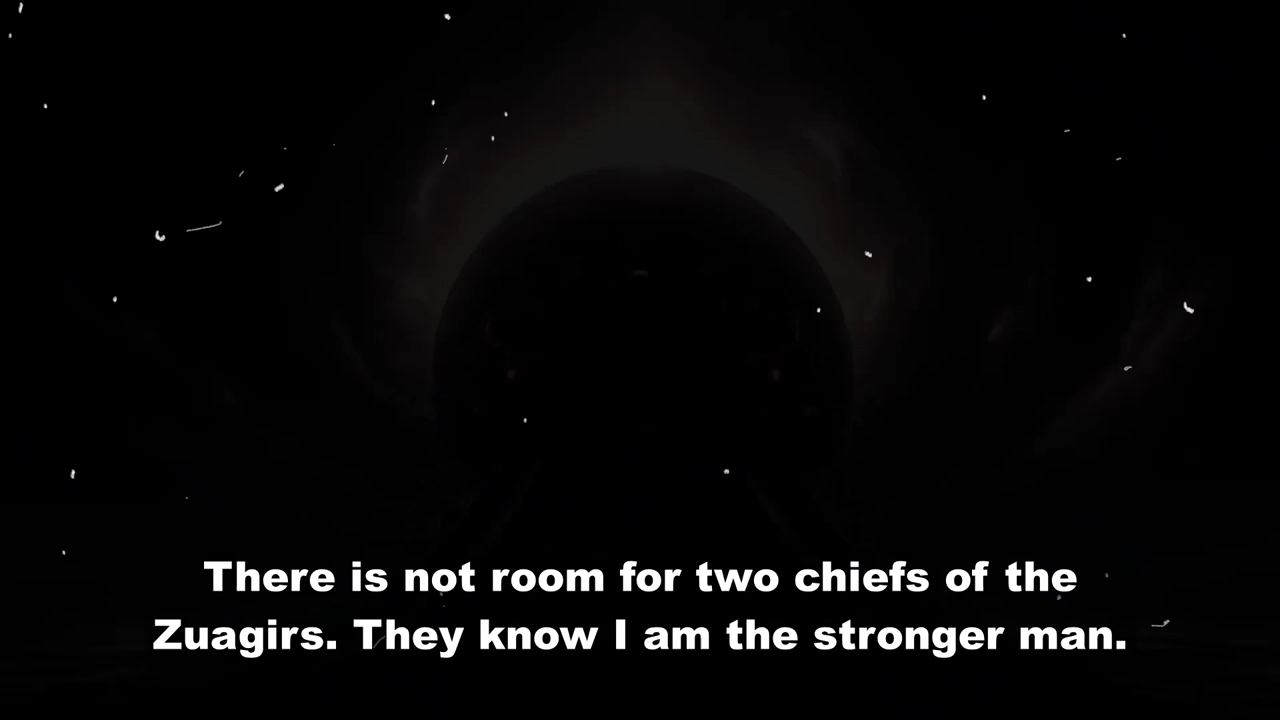 There is not room for two chiefs of the
Zuagirs. They know I am the stronger man.